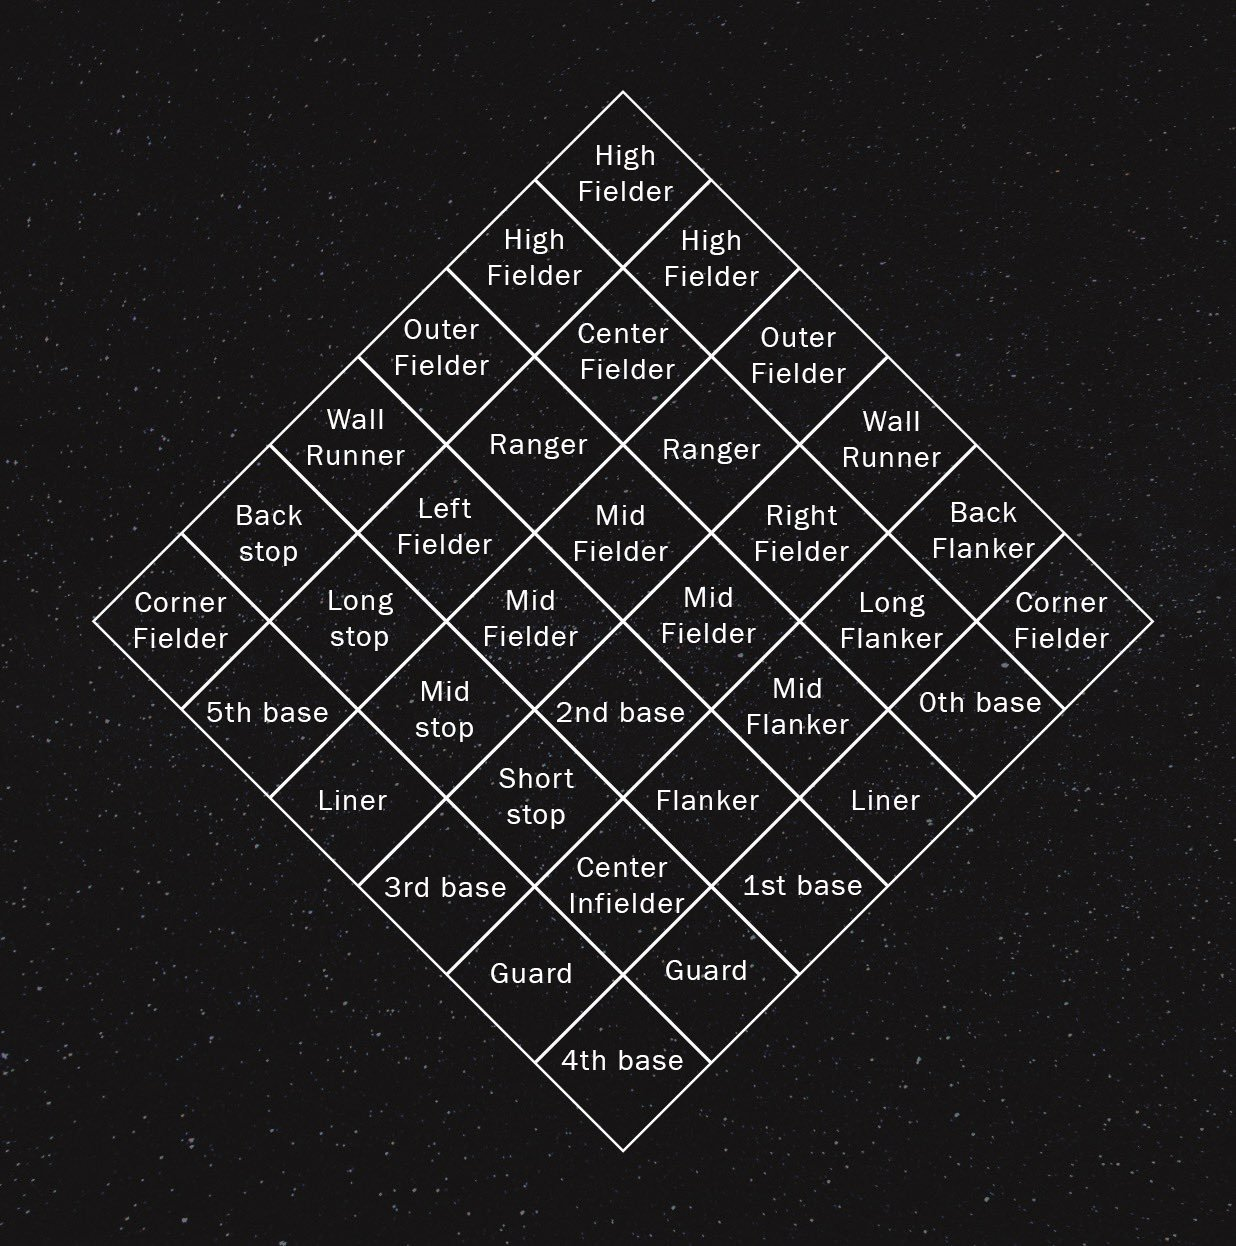 High
Fielder
High
Fielder
High
Fielder
Outer
Fielder
Center
Fielder
Outer
Fielder
Wall
Runner
Ranger
Ranger
Wall
Runner
Back
stop
Left
Fielder
Mid
Fielder
Right
Fielder
Back
Flanker
Corner
Fielder
Long
stop
Mid
Fielder
Mid
Fielder
Long
Flanker
Corner
Fielder
5th base
Mid
stop
2nd base
Mid
Flanker
0th base
Liner
Short
stop
Flanker
Liner
3rd base
Center
Infielder
1st base
Guard
Guard
4th base